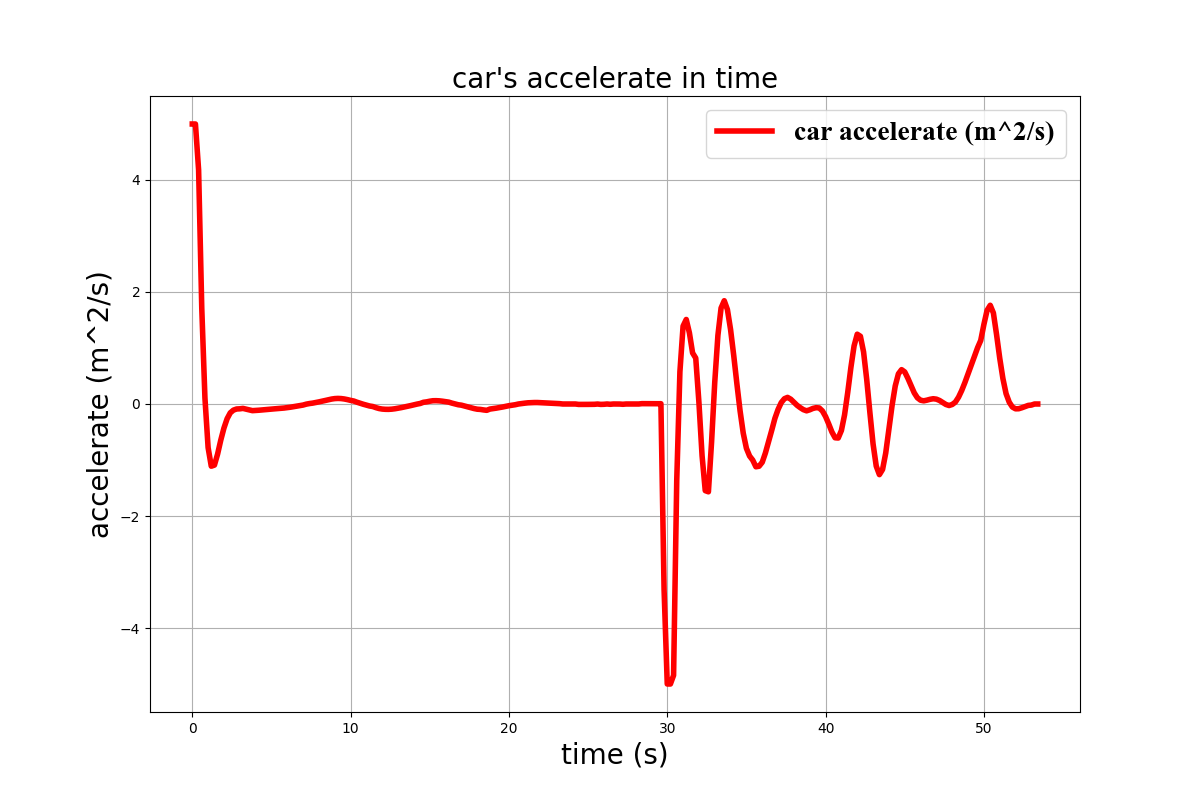 car's accelerate in time
car accelerate (m^2/s)
accelerate (m^2/s)
4
2
0
−2
−4
0 10 20 30 40 50
time (s)